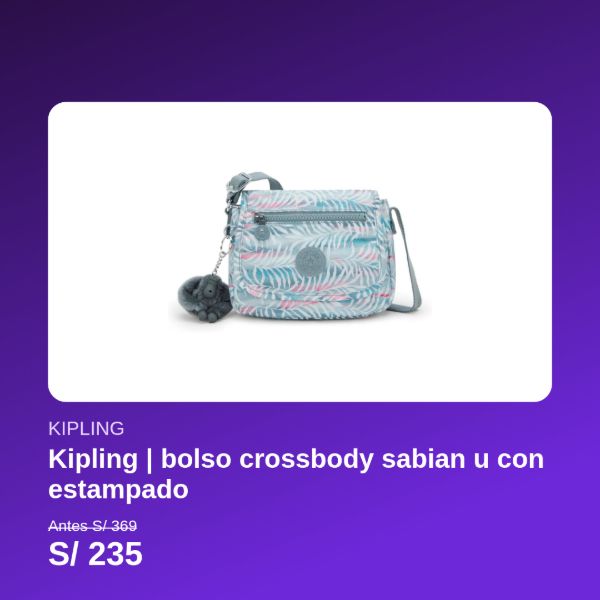 KIPLING
Kipling | bolso crossbody sabian u con
estampado
Antes S/ 369
S/ 235